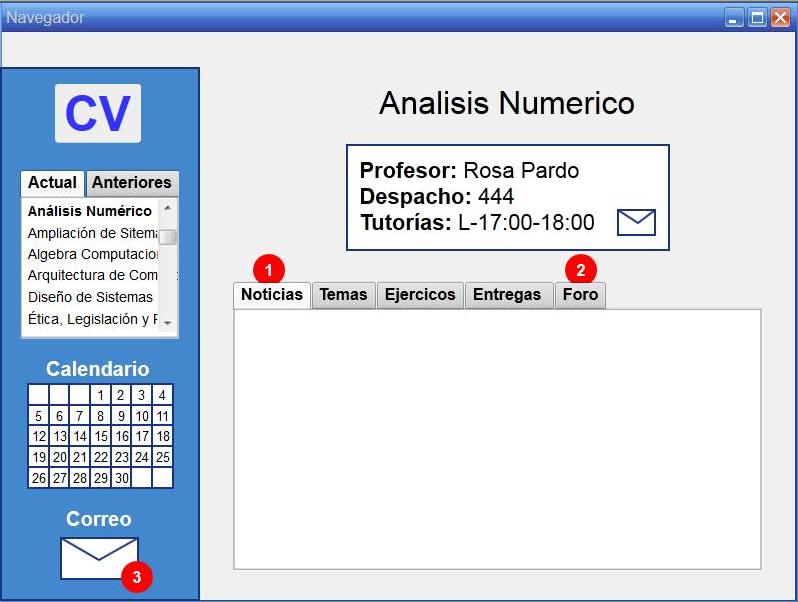 Navegador
CV
Actual Anteriores
Análisis Numérico
Ampliación de Sitema
Algebra Computacion
Arquitectura de Com
Diseño de Sistemas
Ética, Legislación y P
Calendario
1 2 3 4
5 6 7 8 9 10 11
12 13 14 15 16 17 18
19 20 21 22 23 24 25
26 27 28 29 30
Correo
3
Analisis Numerico
Profesor: Rosa Pardo
Despacho: 444
Tutorías: L-17:00-18:00
1 2
Noticias Temas Ejercicos Entregas Foro